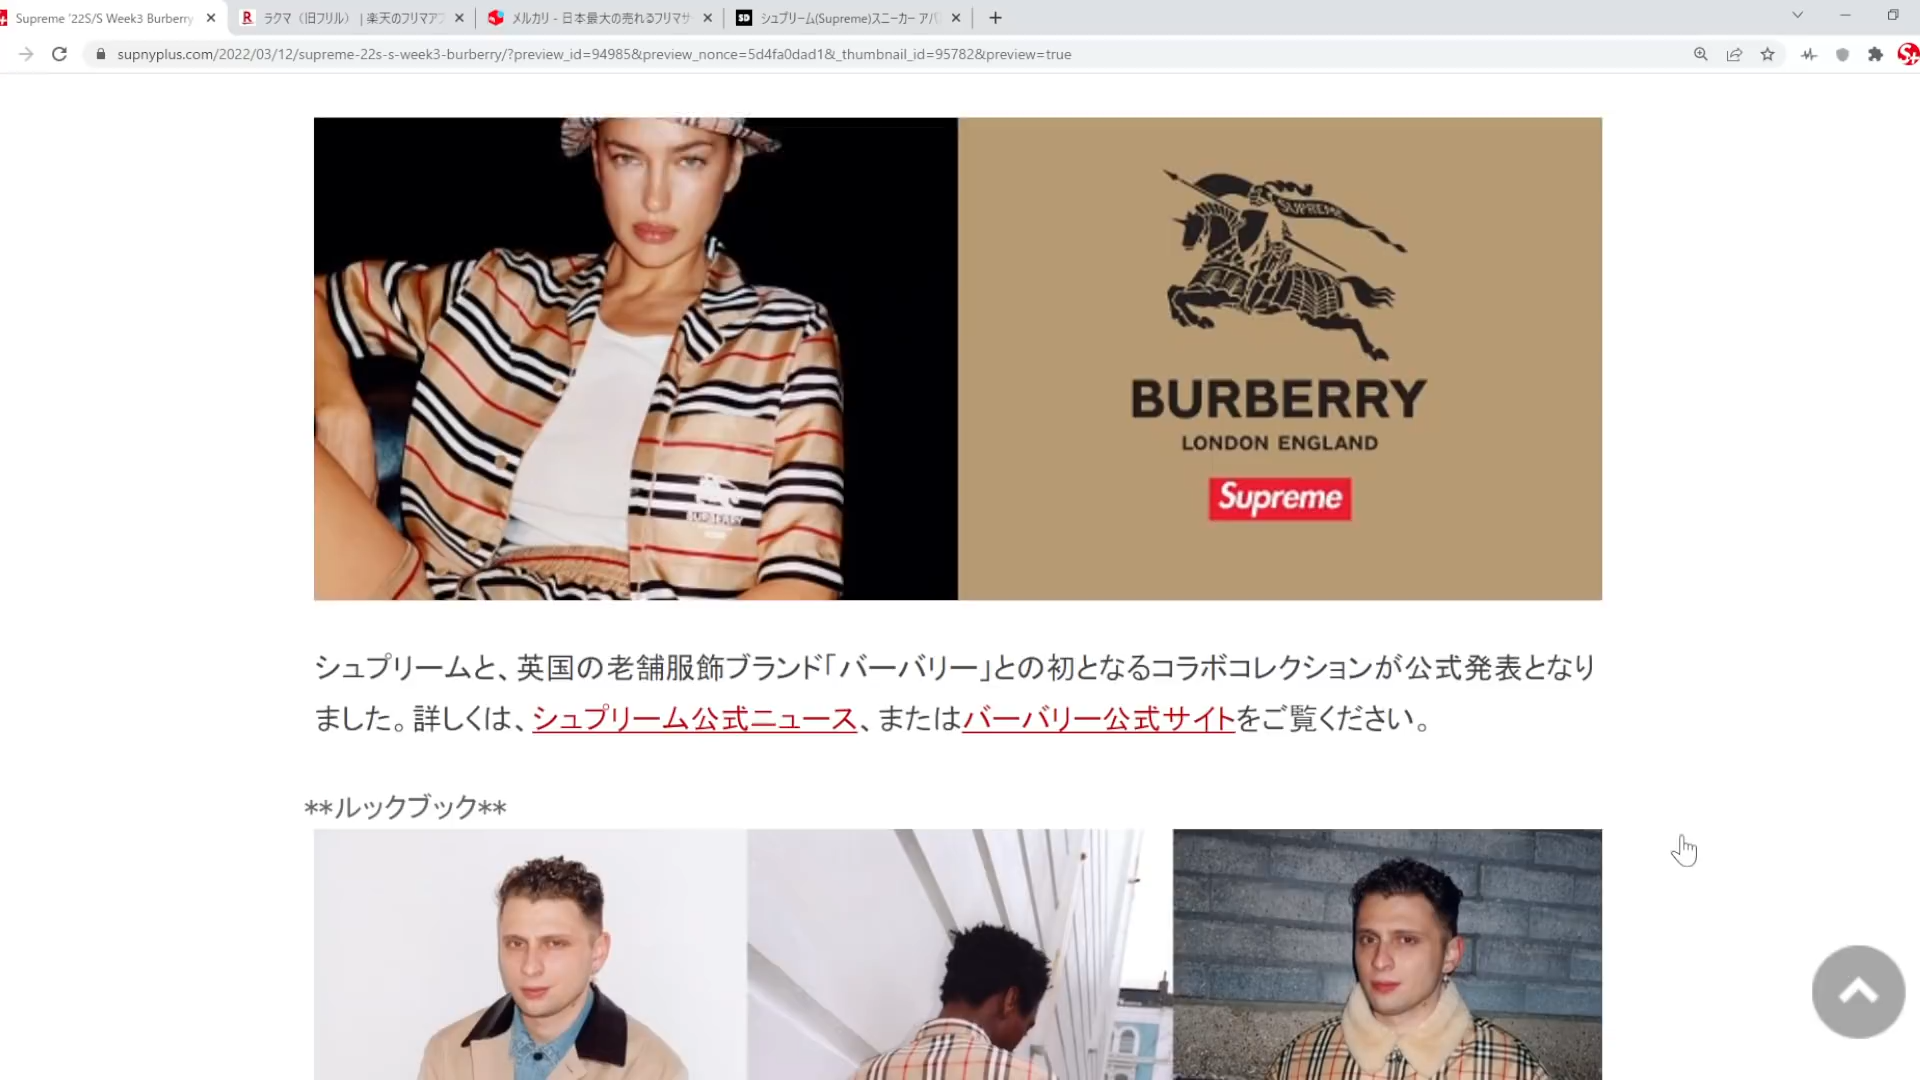 Supreme '22S/S Week3 Burberry
ラクマ（旧フリル）｜楽天のフリマア
メルカリ - 日本最大の売れるフリマサ
シュプリーム(Supreme)スニーカー アパ
supnyplus.com/2022/03/12/supreme-22s-s-week3-burberry/?preview_id=94985&preview_nonce=5d4fa0dad1&_thumbnail_id=95782&preview=true
SUPREME
BURBERRY
LONDON ENGLAND
Supreme
BURBERRY
シュプリームと、英国の老舗服飾ブランド「バーバリー」との初となるコラボコレクションが公式発表となり
ました。詳しくは、シュプリーム公式ニュース、またはバーバリー公式サイトをご覧ください。
**ルックブック**